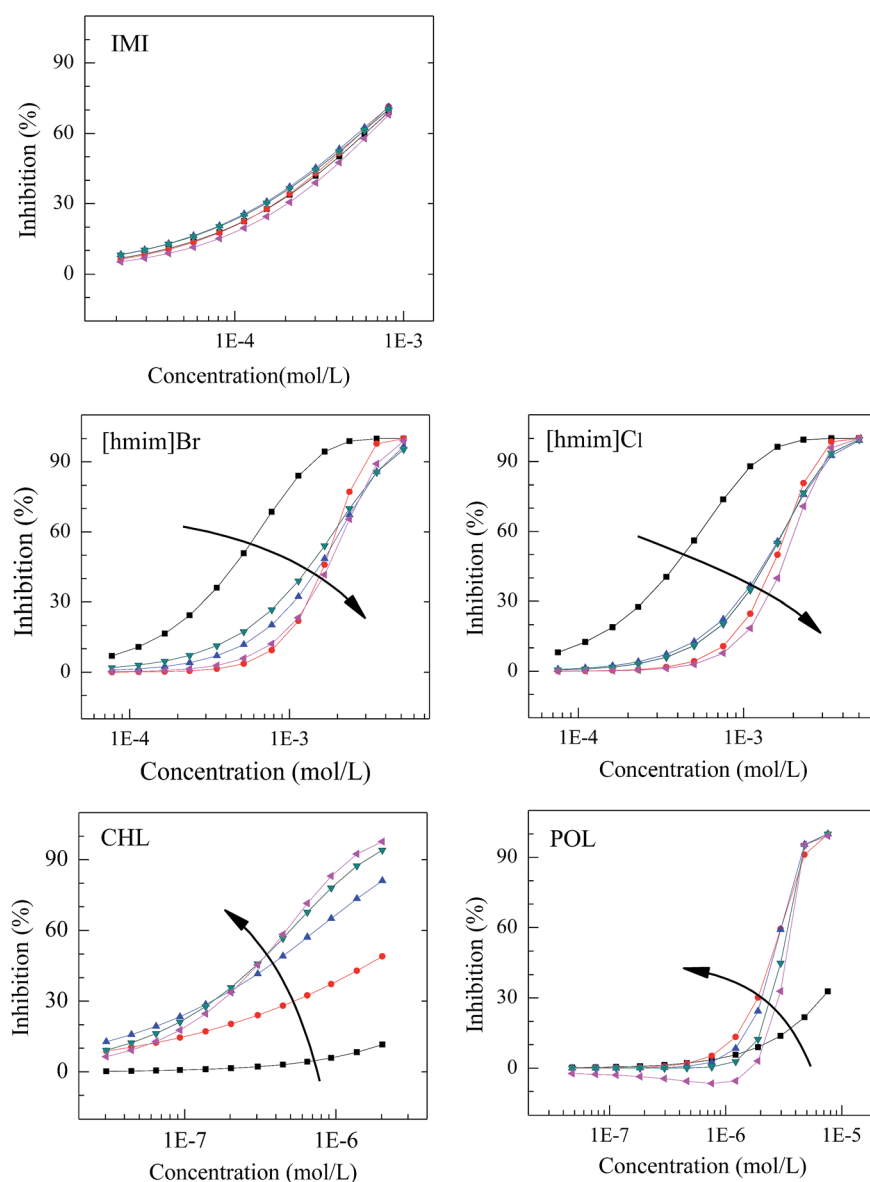 IMI
90
60
30
0
Inhibition (%)
1E-4
1E-3
Concentration(mol/L)
[hmim]Br
90
60
30
0
Inhibition (%)
1E-4
1E-3
Concentration (mol/L)
[hmim]Cl
90
60
30
0
Inhibition (%)
1E-4
1E-3
Concentration (mol/L)
CHL
90
60
30
0
Inhibition (%)
1E-7
1E-6
Concentration (mol/L)
POL
90
60
30
0
Inhibition (%)
1E-7
1E-6
1E-5
Concentration (mol/L)